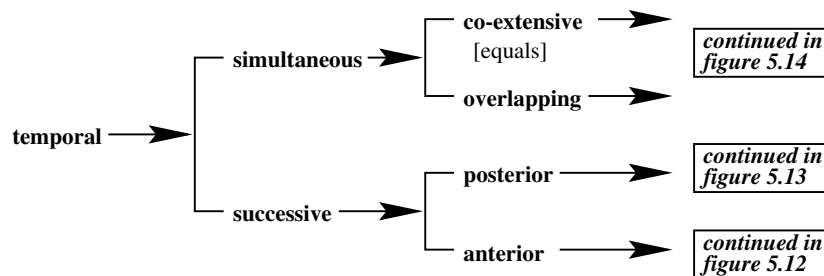 co-extensive
[equals]
continued in
figure 5.14
simultaneous
overlapping
temporal
posterior
continued in
figure 5.13
successive
anterior
continued in
figure 5.12